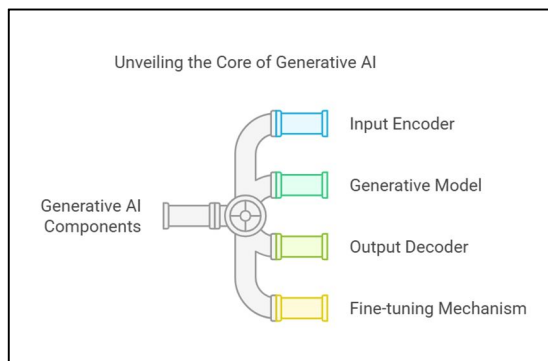 Unveiling the Core of Generative AI
Input Encoder
Generative Model
Generative AI
Components
Output Decoder
Fine-tuning Mechanism